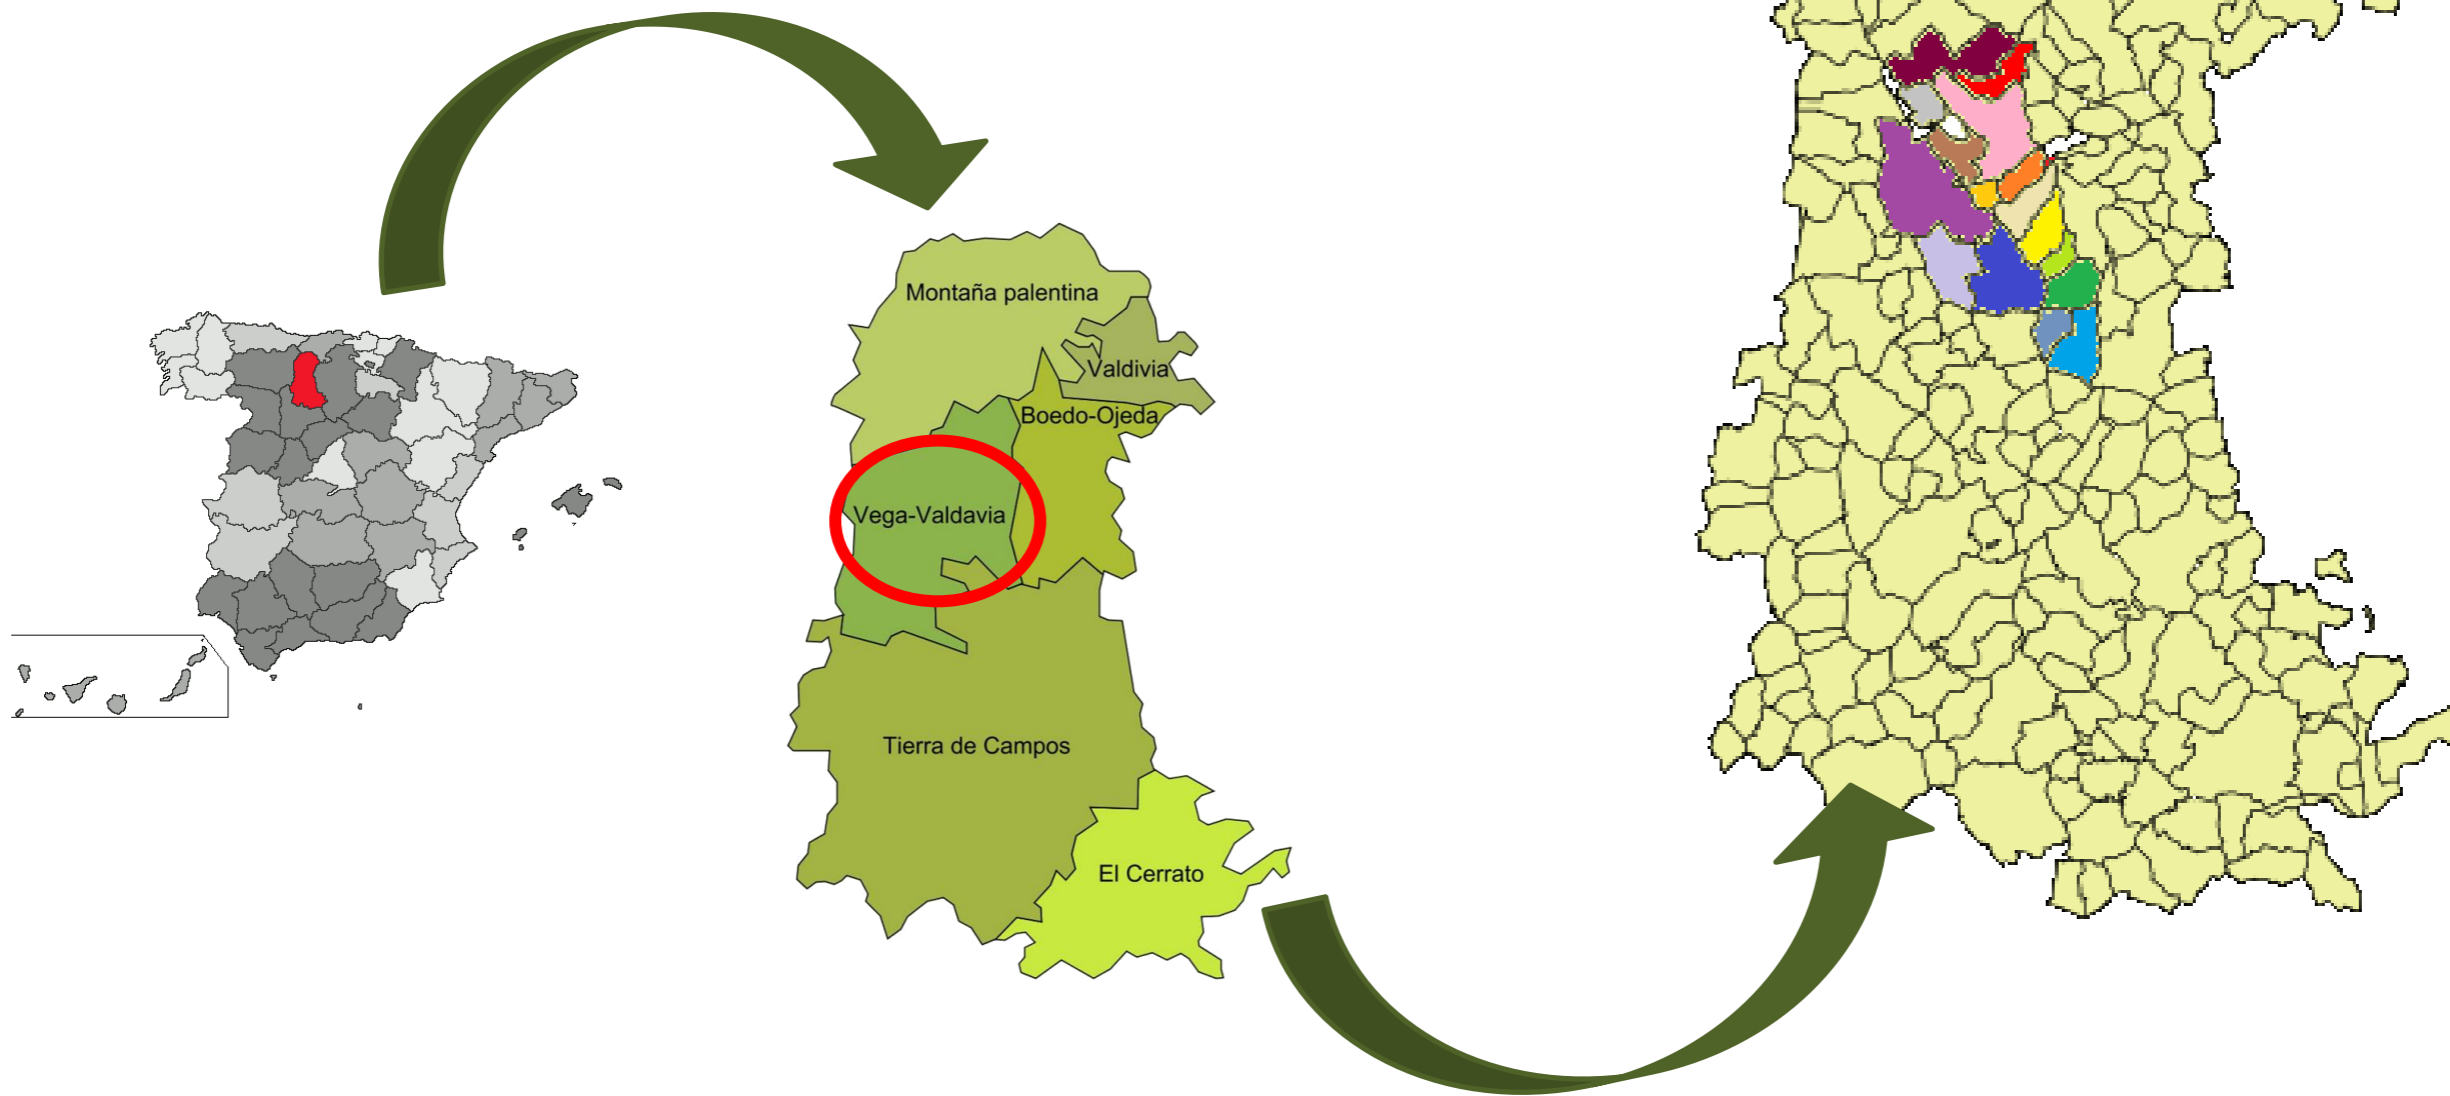 Montaña palentina
Valdivia
Boedo-Ojeda
Vega-Valdavia
Tierra de Campos
El Cerrato